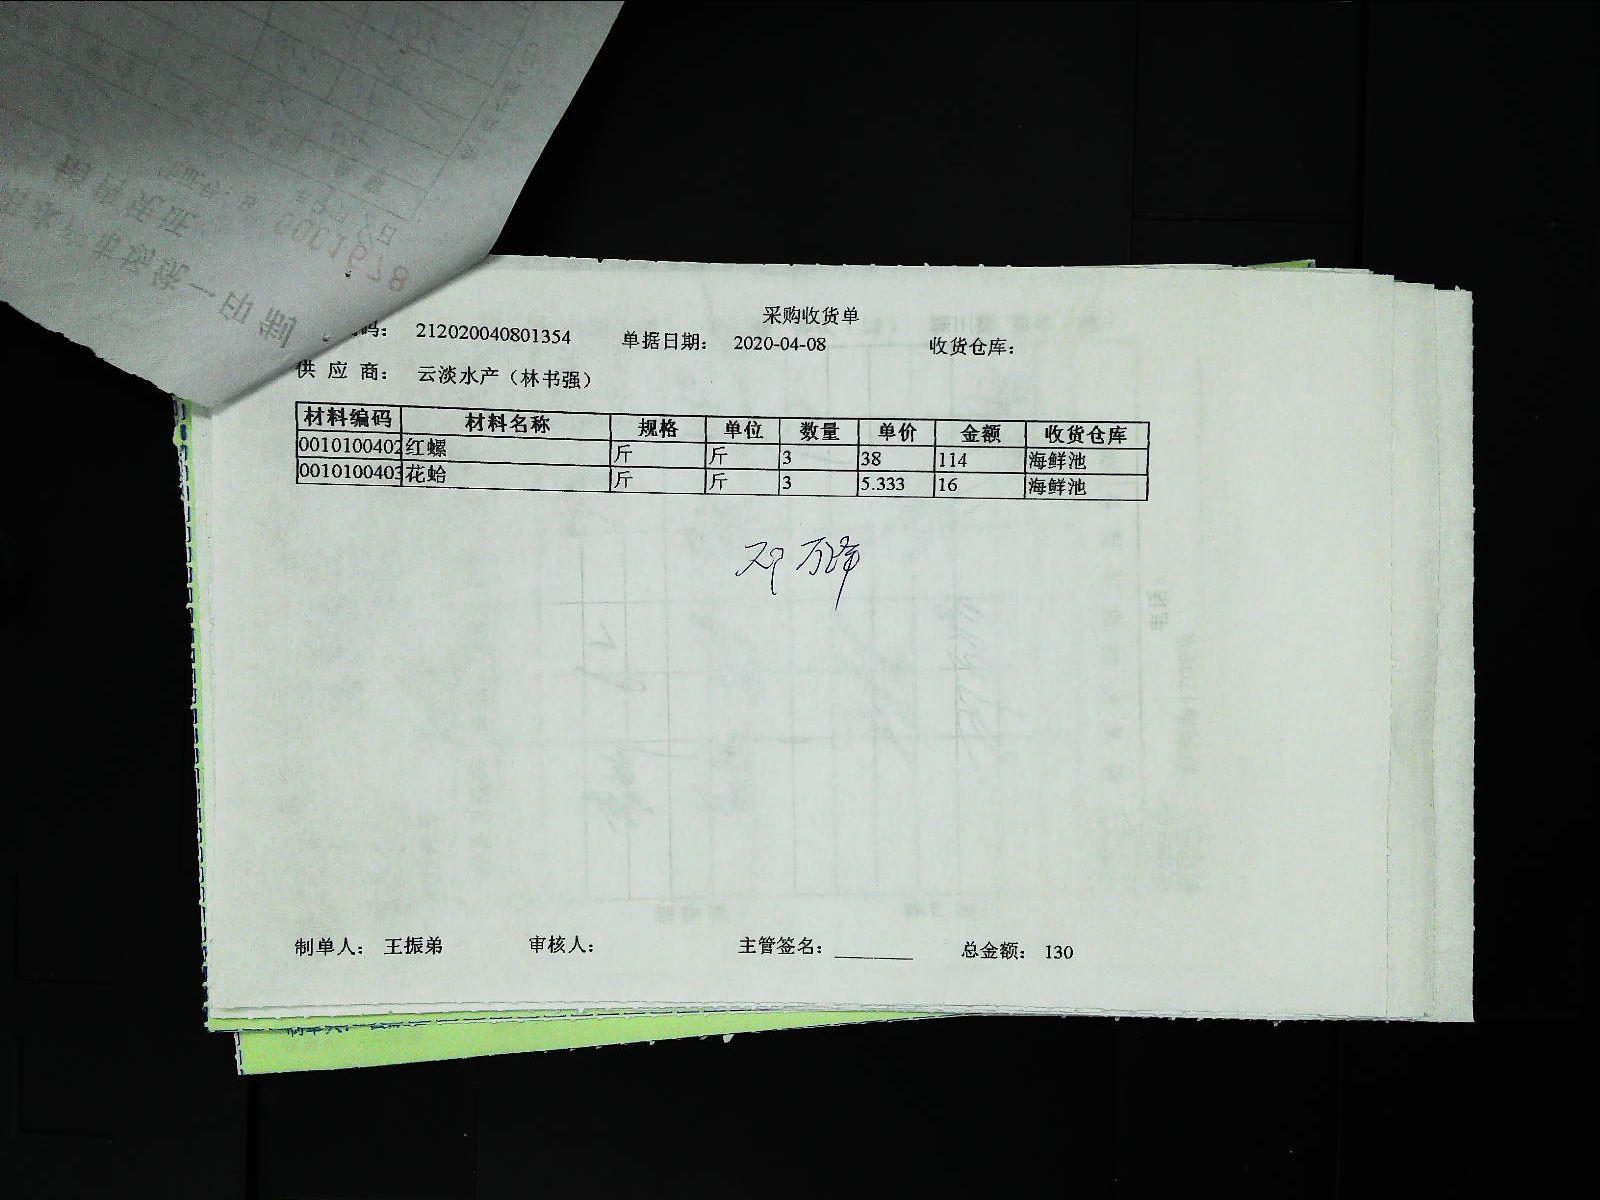 采购收货单
码： 212020040801354 单据日期： 2020-04-08 收货仓库：
供 应 商： 云淡水产（林书强）
材料编码 材料名称 规格 单位 数量 单价 金额 收货仓库
0010100402 红螺 斤 斤 3 38 114 海鲜池
0010100403 花蛤 斤 斤 3 5.333 16 海鲜池
制单人： 王振弟 审核人： 主管签名： 总金额： 130
0001678